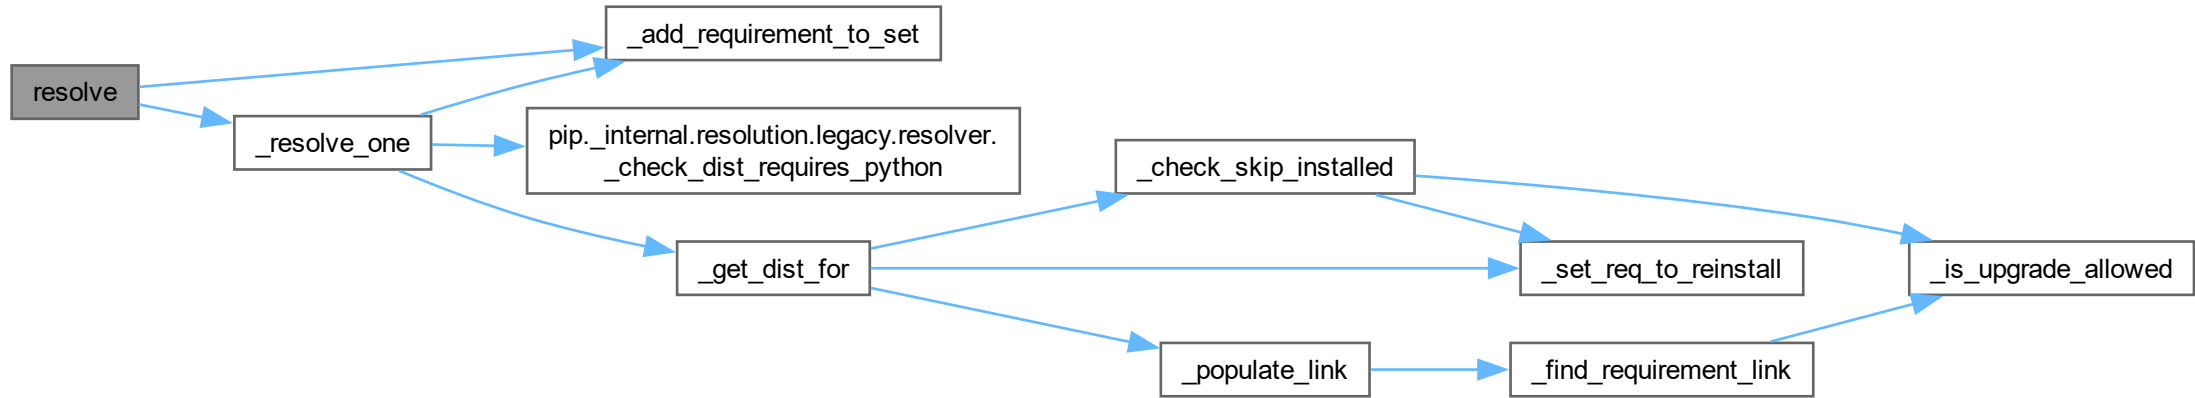 resolve
_add_requirement_to_set
_resolve_one
pip._internal.resolution.legacy.resolver.
_check_dist_requires_python
_get_dist_for
_check_skip_installed
_set_req_to_reinstall
_is_upgrade_allowed
_populate_link
_find_requirement_link